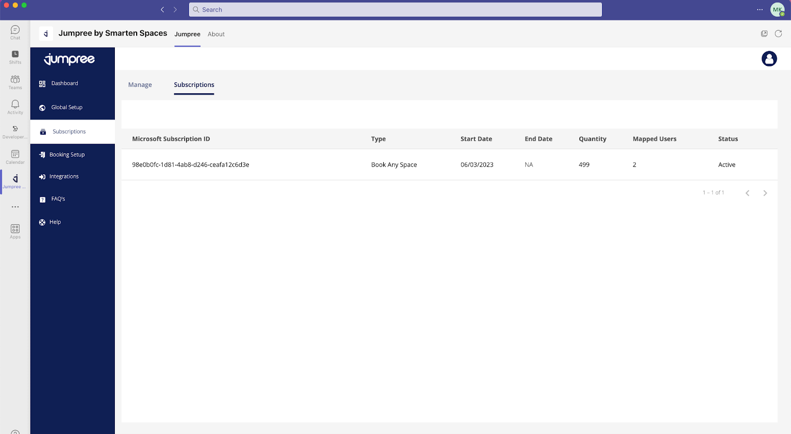 Search
MK
Jumpree by Smarten Spaces
Jumpree
About
Chat
Shifts
Teams
Activity
Developer...
Calendar
Jumpree ...
Apps
jumpree
Dashboard
Global Setup
Subscriptions
Booking Setup
Integrations
FAQ's
Help
Manage
Subscriptions
Microsoft Subscription ID Type Start Date End Date Quantity Mapped Users Status
98e0b0fc-1d81-4ab8-d246-ceafa12c6d3e Book Any Space 06/03/2023 NA 499 2 Active
1 – 1 of 1